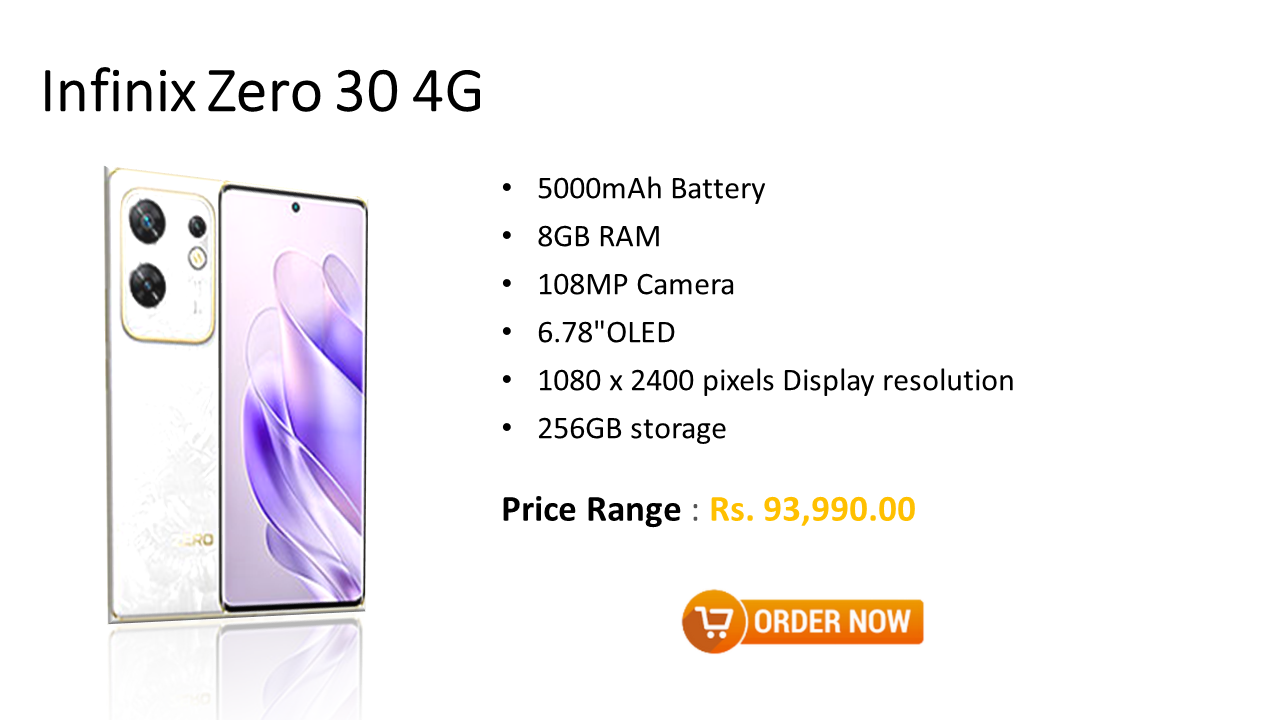 Infinix Zero 30 4G
• 5000mAh Battery
• 8GB RAM
• 108MP Camera
• 6.78"OLED
• 1080 x 2400 pixels Display resolution
• 256GB storage
Price Range : Rs. 93,990.00
ORDER NOW